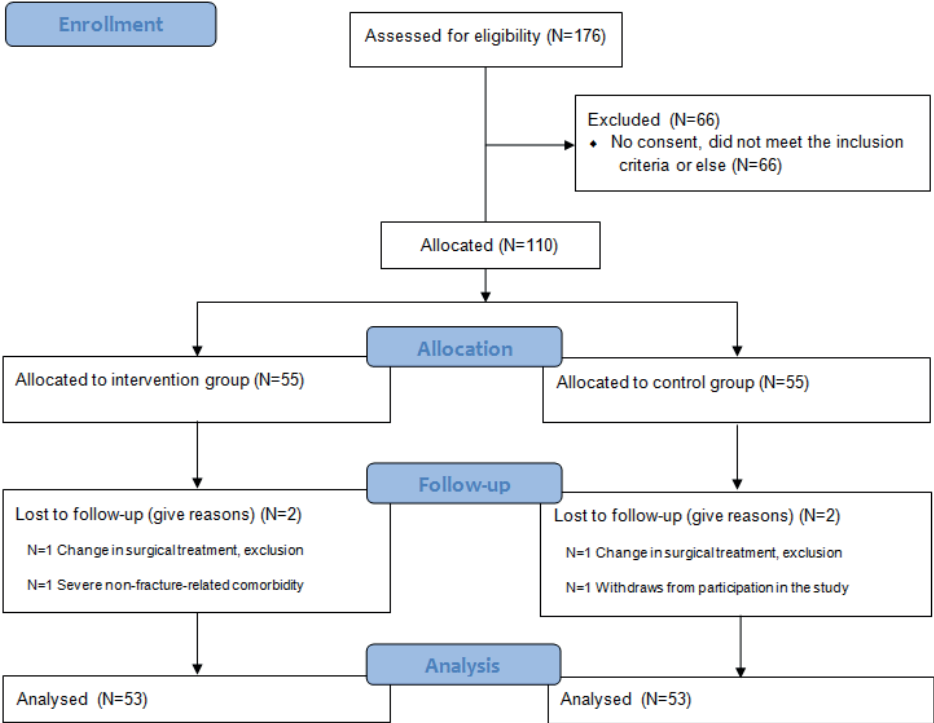 Enrollment
Assessed for eligibility (N=176)
Excluded (N=66)
⬥ No consent, did not meet the inclusion
criteria or else (N=66)
Allocated (N=110)
Allocation
Allocated to intervention group (N=55)
Allocated to control group (N=55)
Follow-up
Lost to follow-up (give reasons) (N=2)
N=1 Change in surgical treatment, exclusion
N=1 Severe non-fracture-related comorbidity
Lost to follow-up (give reasons) (N=2)
N=1 Change in surgical treatment, exclusion
N=1 Withdraws from participation in the study
Analysis
Analysed (N=53)
Analysed (N=53)